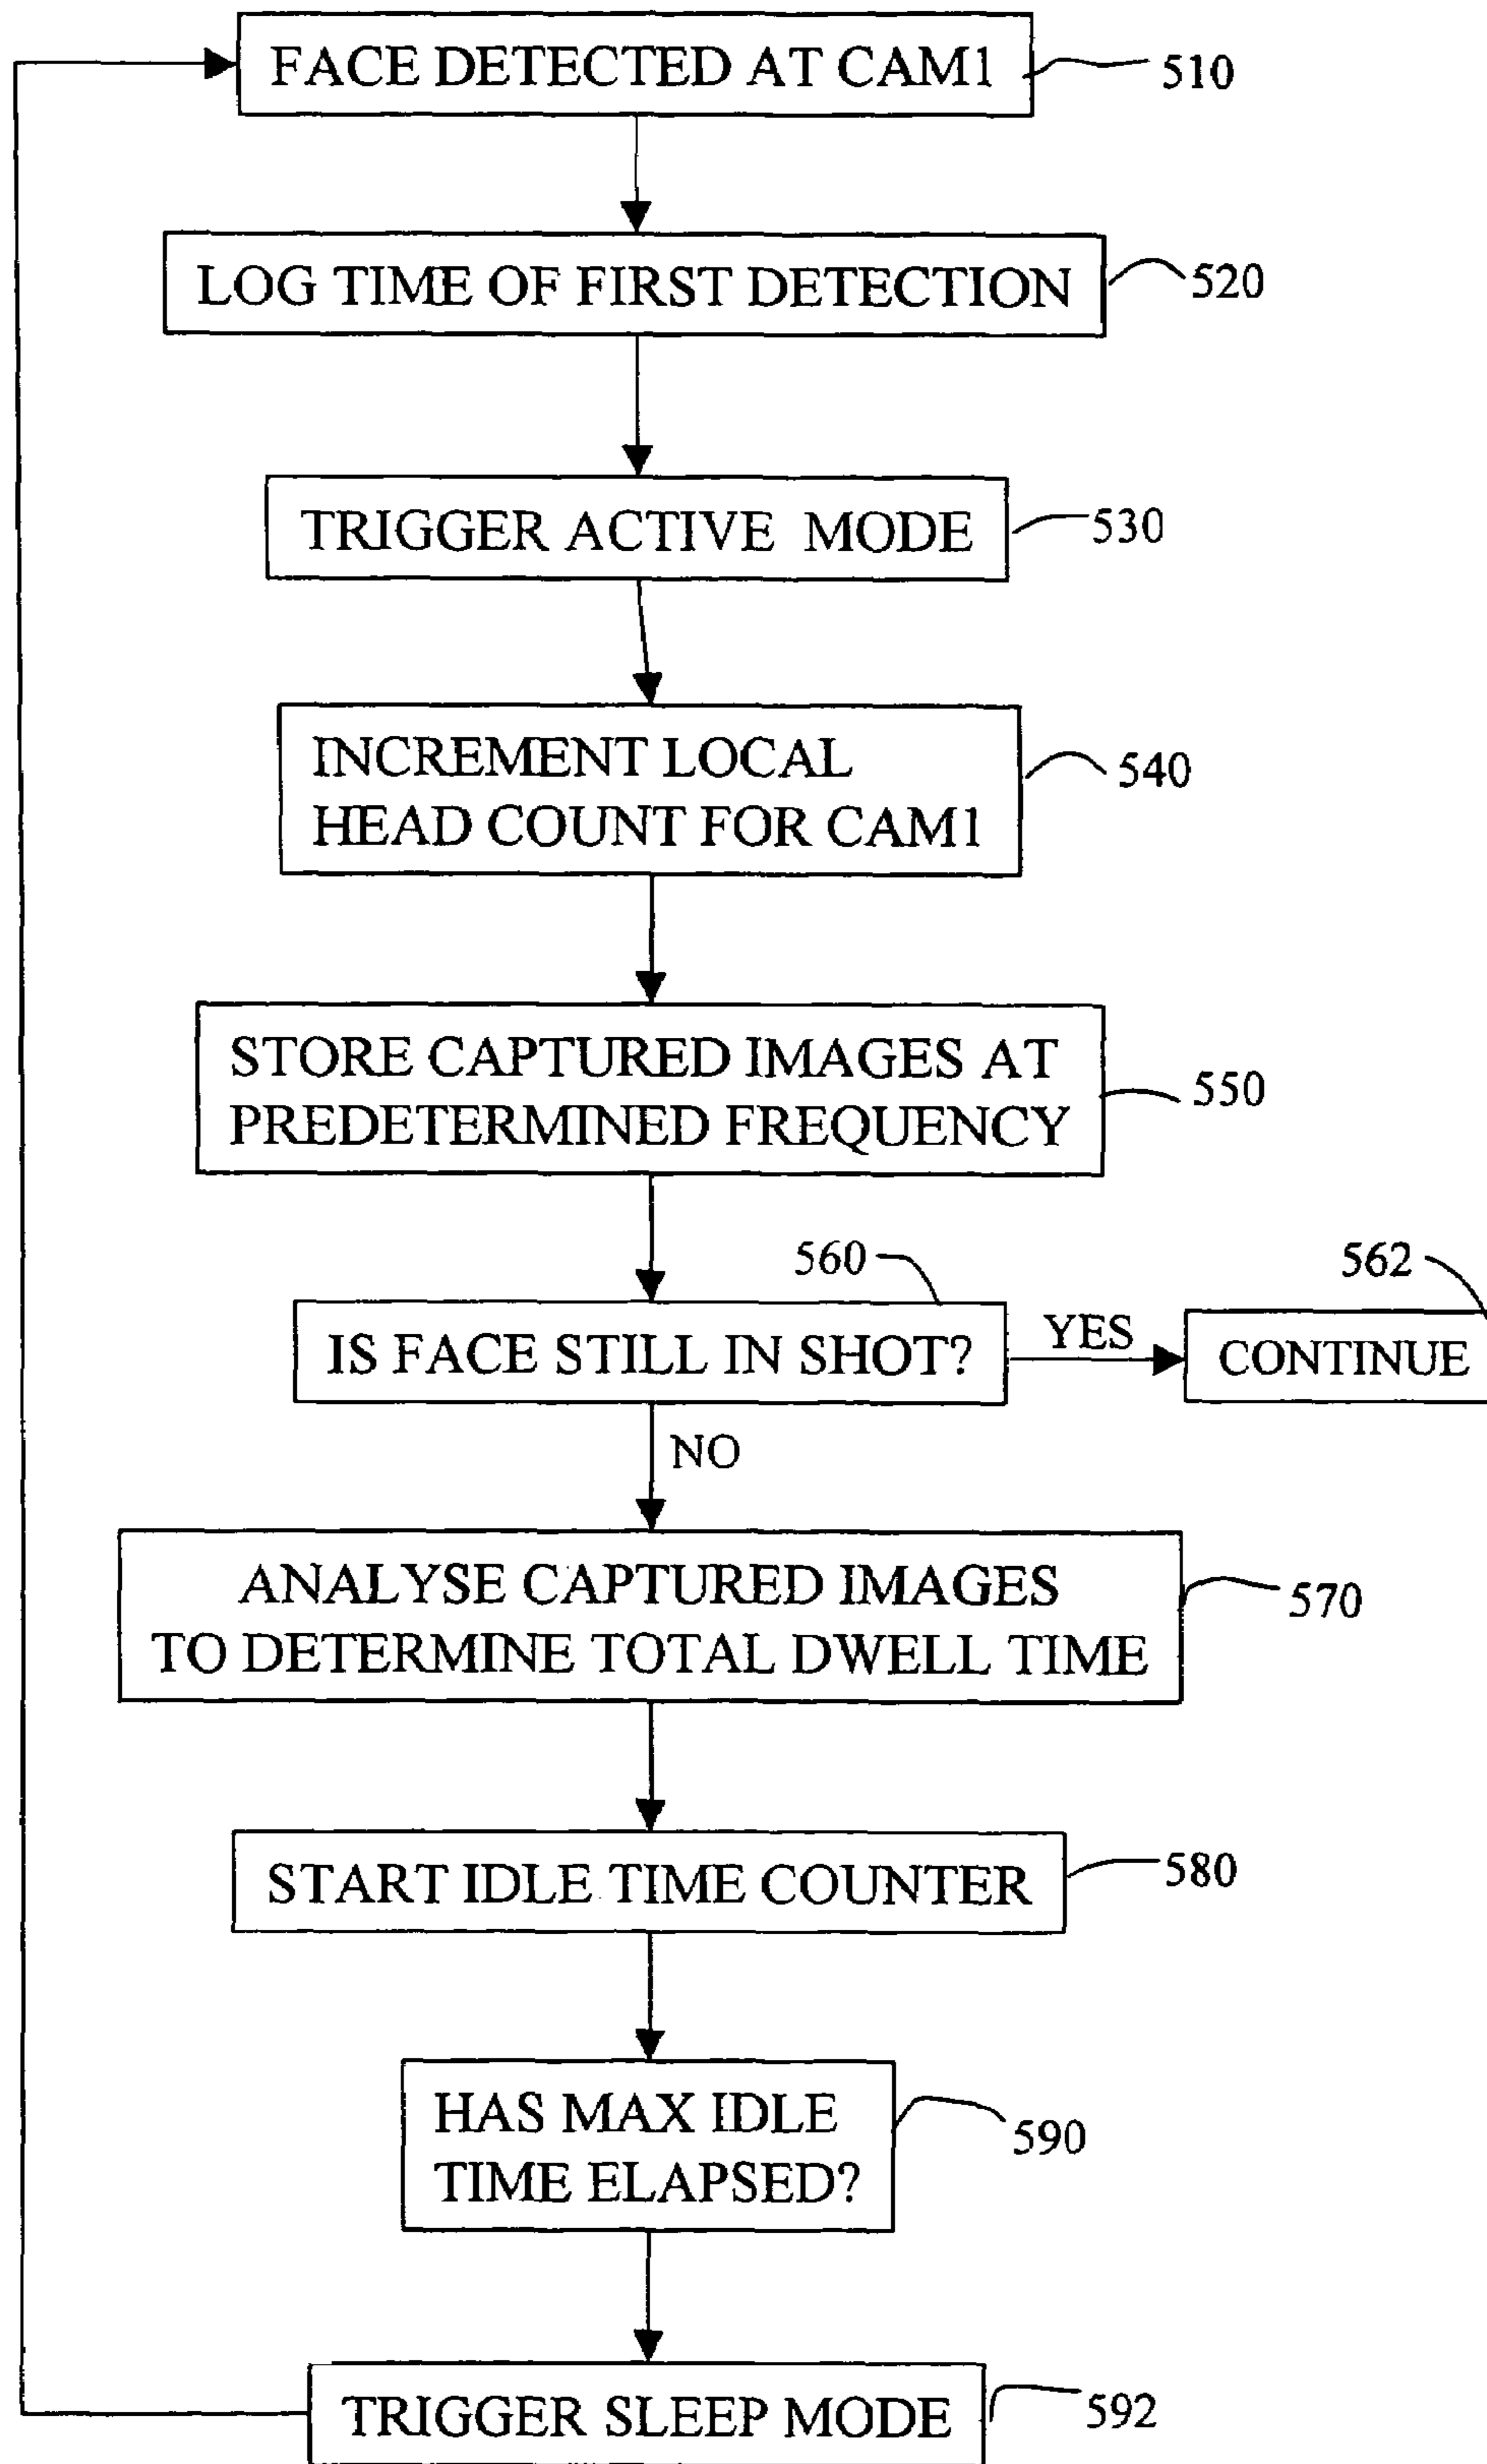 FACE DETECTED AT CAM1
510
LOG TIME OF FIRST DETECTION
520
TRIGGER ACTIVE MODE
530
INCREMENT LOCAL
HEAD COUNT FOR CAM1
540
STORE CAPTURED IMAGES AT
PREDETERMINED FREQUENCY
550
560
562
IS FACE STILL IN SHOT?
YES
CONTINUE
NO
ANALYSE CAPTURED IMAGES
TO DETERMINE TOTAL DWELL TIME
570
START IDLE TIME COUNTER
580
HAS MAX IDLE
TIME ELAPSED?
590
TRIGGER SLEEP MODE
592